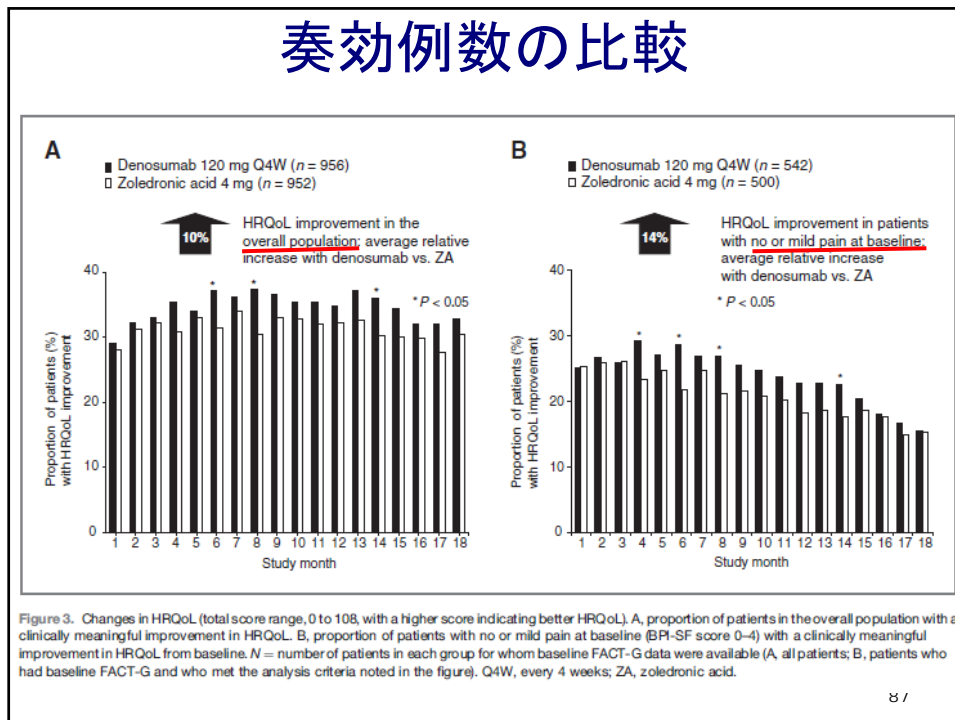 奏効例数の比較
A
Denosumab 120 mg Q4W (n = 956)
Zoledronic acid 4 mg (n = 952)
10%
HRQoL improvement in the
overall population; average relative
increase with denosumab vs. ZA
* P < 0.05
Proportion of patients (%)
with HRQoL improvement
40
30
20
10
0
* * *
1 2 3 4 5 6 7 8 9 10 11 12 13 14 15 16 17 18
Study month
B
Denosumab 120 mg Q4W (n = 542)
Zoledronic acid 4 mg (n = 500)
14%
HRQoL improvement in patients
with no or mild pain at baseline;
average relative increase
with denosumab vs. ZA
* P < 0.05
Proportion of patients (%)
with HRQoL improvement
40
30
20
10
0
* * * *
1 2 3 4 5 6 7 8 9 10 11 12 13 14 15 16 17 18
Study month
Figure 3. Changes in HRQoL (total score range, 0 to 108, with a higher score indicating better HRQoL). A, proportion of patients in the overall population with a
clinically meaningful improvement in HRQoL. B, proportion of patients with no or mild pain at baseline (BPI-SF score 0–4) with a clinically meaningful
improvement in HRQoL from baseline. N = number of patients in each group for whom baseline FACT-G data were available (A, all patients; B, patients who
had baseline FACT-G and who met the analysis criteria noted in the figure). Q4W, every 4 weeks; ZA, zoledronic acid.
87